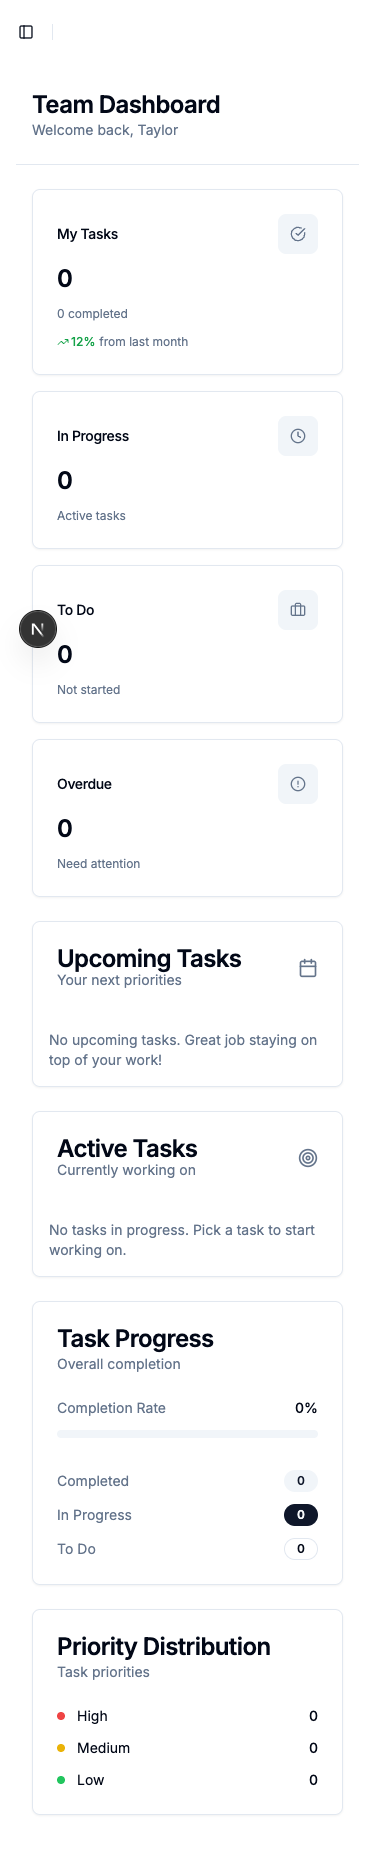 Team Dashboard
Welcome back, Taylor
My Tasks
0
0 completed
12% from last month
In Progress
0
Active tasks
To Do
N
0
Not started
Overdue
0
Need attention
Upcoming Tasks
Your next priorities
No upcoming tasks. Great job staying on
top of your work!
Active Tasks
Currently working on
No tasks in progress. Pick a task to start
working on.
Task Progress
Overall completion
Completion Rate 0%
Completed 0
In Progress 0
To Do 0
Priority Distribution
Task priorities
High 0
Medium 0
Low 0